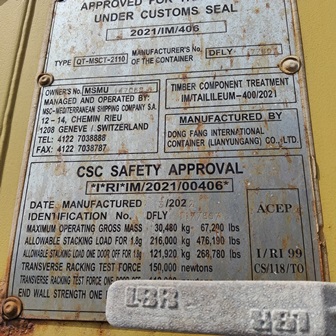 APPROVED FOR
UNDER CUSTOMS SEAL
2021/IM/406
TYPE QT-MSCT-2110 MANUFACTURER'S No. OF THE CONTAINER DFLY
OWNER'S No. MSMU
MANAGED AND OPERATED BY:
MSC-MEDITERRANEAN SHIPPING COMPANY S.A.
12 - 14, CHEMIN RIEU
1208 GENEVE / SWITZERLAND
TEL: 4122 7038888
FAX: 4122 7038787
TIMBER COMPONENT TREATMENT
IM/TAILILEUM-400/2021
MANUFACTURED BY
DONG FANG INTERNATIONAL
CONTAINER (LIANYUNGANG) CO.,LTD.
CSC SAFETY APPROVAL
*I*RI*IM/2021/00406*
DATE MANUFACTURED /202
IDENTIFICATION No. DFLY
MAXIMUM OPERATING GROSS MASS 30,480 kg- 67,200 lbs
ALLOWABLE STACKING LOAD FOR 1.8g 216,000 kg- 476,190 lbs
ALLOWABLE STACKING LOAD ONE DOOR OFF FOR 1.8g 121,920 kg- 268,780 lbs
TRANSVERSE RACKING TEST FORCE 150,000 newtons
TRANSVERSE RACKING TEST FORCE ONE
END WALL STRENGTH ONE
ACEP
I/RI 99
CS/118/TO
LBR